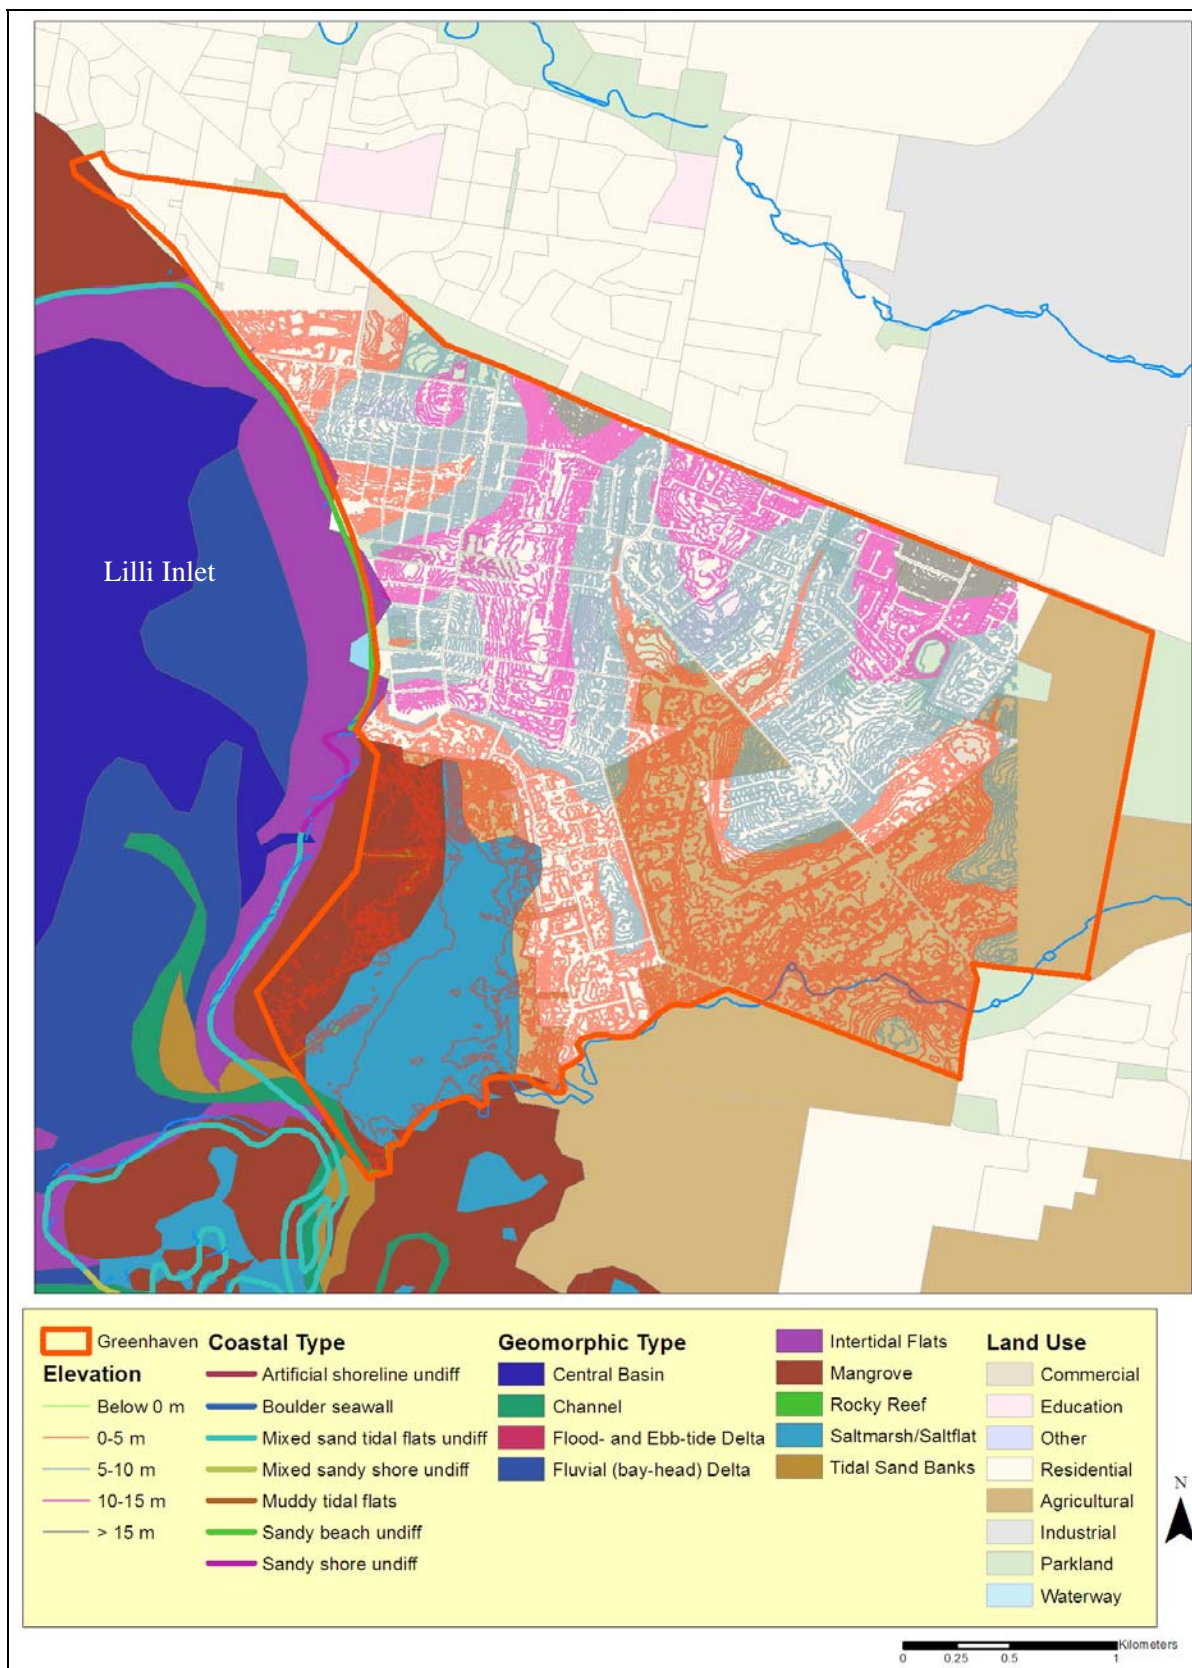 Lilli Inlet
Greenhaven
Elevation
Below 0 m
0-5 m
5-10 m
10-15 m
> 15 m
Coastal Type
Artificial shoreline undiff
Boulder seawall
Mixed sand tidal flats undiff
Mixed sandy shore undiff
Muddy tidal flats
Sandy beach undiff
Sandy shore undiff
Geomorphic Type
Central Basin
Channel
Flood- and Ebb-tide Delta
Fluvial (bay-head) Delta
Intertidal Flats
Mangrove
Rocky Reef
Saltmarsh/Saltflat
Tidal Sand Banks
Land Use
Commercial
Education
Other
Residential
Agricultural
Industrial
Parkland
Waterway
N
Kilometers
0 0.25 0.5 1